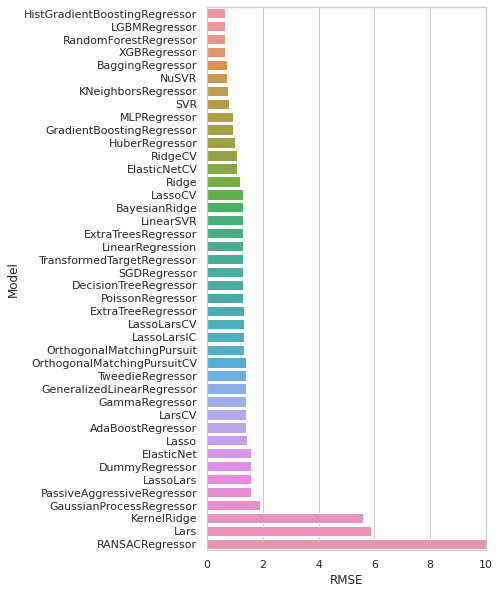 HistGradientBoostingRegressor
LGBMRegressor
RandomForestRegressor
XGBRegressor
BaggingRegressor
NuSVR
KNeighborsRegressor
SVR
MLPRegressor
GradientBoostingRegressor
HuberRegressor
RidgeCV
ElasticNetCV
Ridge
LassoCV
BayesianRidge
LinearSVR
ExtraTreesRegressor
LinearRegression
TransformedTargetRegressor
SGDRegressor
DecisionTreeRegressor
PoissonRegressor
ExtraTreeRegressor
LassoLarsCV
LassoLarsIC
OrthogonalMatchingPursuit
OrthogonalMatchingPursuitCV
TweedieRegressor
GeneralizedLinearRegressor
GammaRegressor
LarsCV
AdaBoostRegressor
Lasso
ElasticNet
DummyRegressor
LassoLars
PassiveAggressiveRegressor
GaussianProcessRegressor
KernelRidge
Lars
RANSACRegressor
Model
0 2 4 6 8 10
RMSE